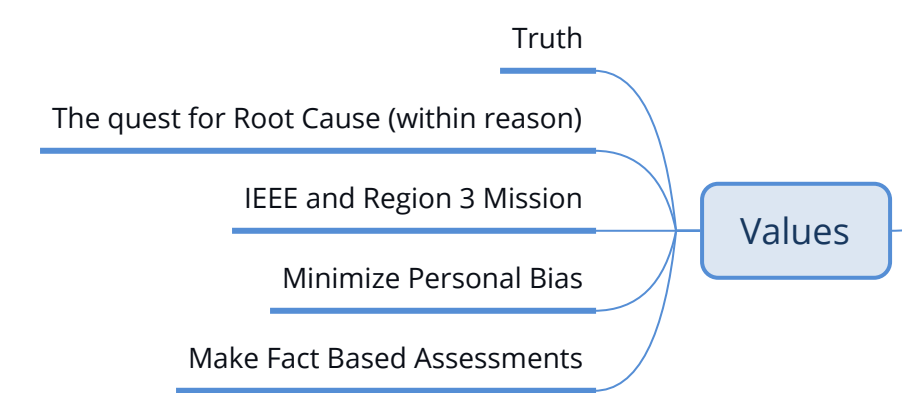 Truth
The quest for Root Cause (within reason)
IEEE and Region 3 Mission
Values
Minimize Personal Bias
Make Fact Based Assessments